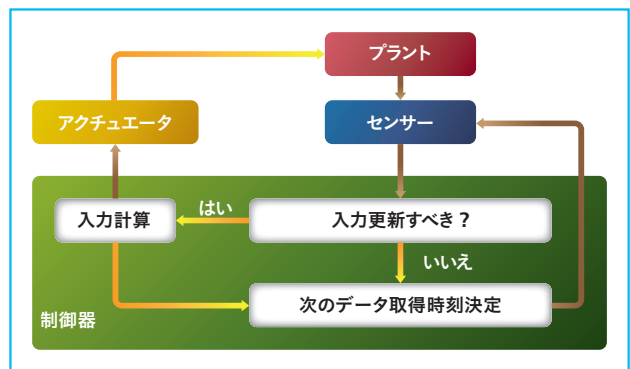 プラント
アクチュエータ
センサー
入力計算
はい
入力更新すべき？
いいえ
次のデータ取得時刻決定
制御器